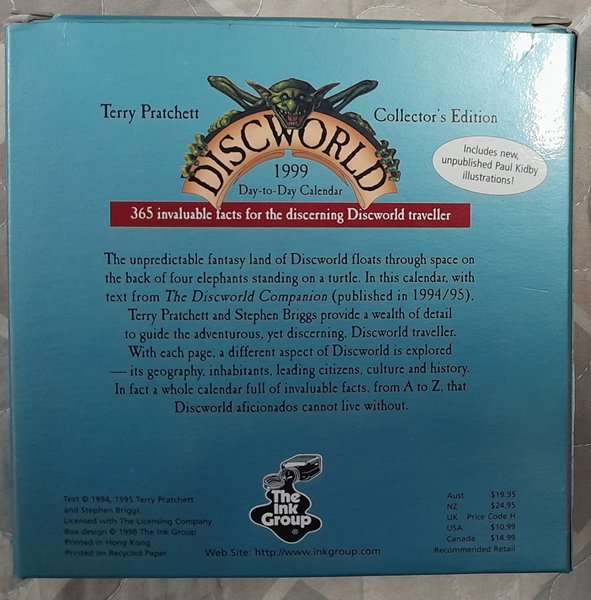 Terry Pratchett
Collector's Edition
DISCWORLD
1999
Day-to-Day Calendar
Includes new,
unpublished Paul Kidby
illustrations!
365 invaluable facts for the discerning Discworld traveller
The unpredictable fantasy land of Discworld floats through space on
the back of four elephants standing on a turtle. In this calendar, with
text from The Discworld Companion (published in 1994/95),
Terry Pratchett and Stephen Briggs provide a wealth of detail
to guide the adventurous, yet discerning, Discworld traveller.
With each page, a different aspect of Discworld is explored
— its geography, inhabitants, leading citizens, culture and history.
In fact a whole calendar full of invaluable facts, from A to Z, that
Discworld aficionados cannot live without.
Text © 1994, 1995 Terry Pratchett
and Stephen Briggs.
Licensed with The Licensing Company
Box design © 1998 The Ink Group
Printed in Hong Kong
Printed on Recycled Paper
The
Ink
Group
®
Web Site: http://www.inkgroup.com
Aust $19.95
NZ $24.95
UK Price Code H
USA $10.99
Canada $14.99
Recommended Retail